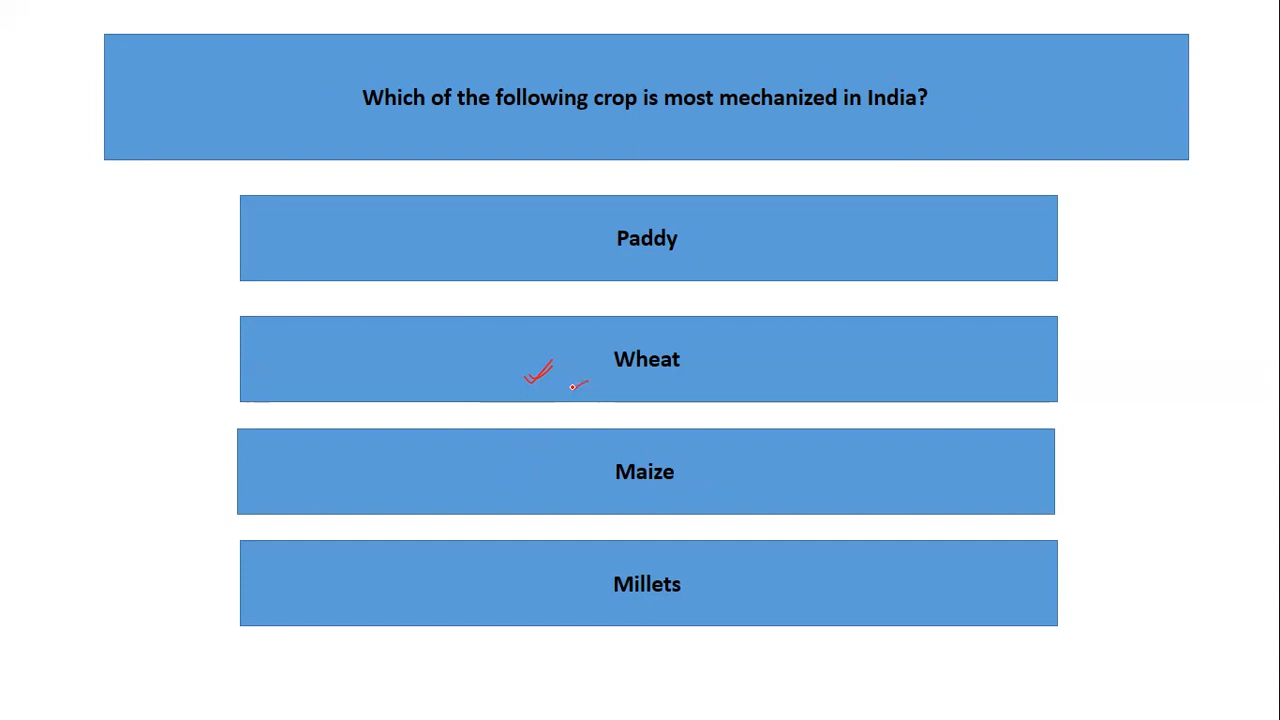 Which of the following crop is most mechanized in India?
Paddy
Wheat
Maize
Millets